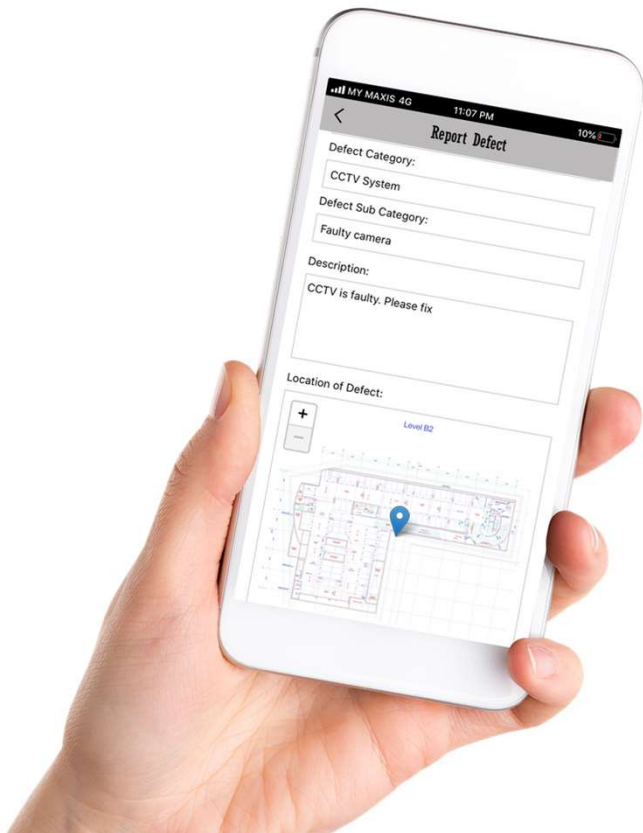 MY MAXIS 4G 11:07 PM 10%
Report Defect
Defect Category:
CCTV System
Defect Sub Category:
Faulty camera
Description:
CCTV is faulty. Please fix
Location of Defect:
+
−
Level B2